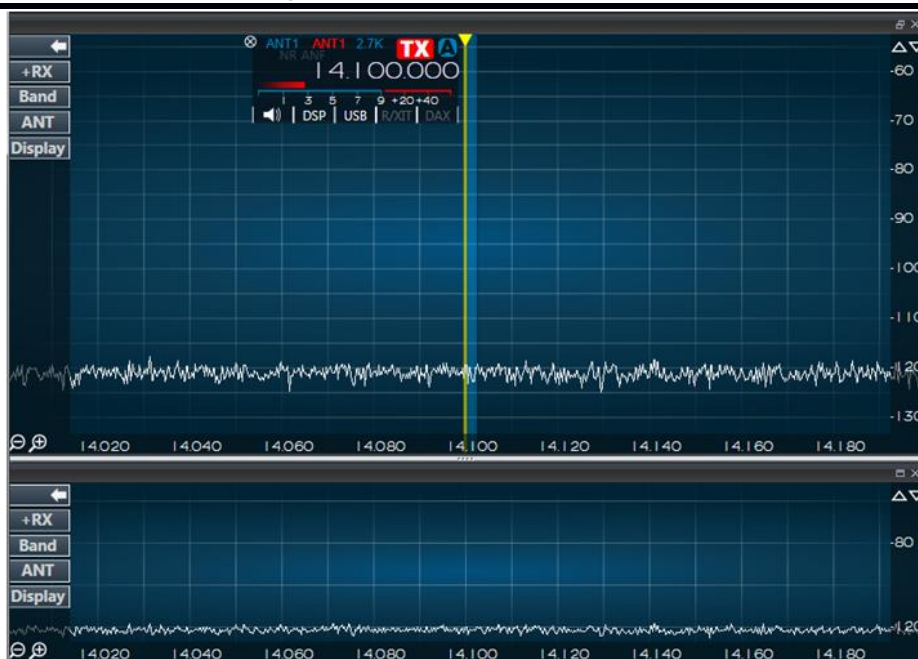 ANT1 ANT1 2.7K TX A
NR ANF
14.100.000
1 3 5 7 9 +20 +40
DSP USB R/XIT DAX
+RX
Band
ANT
Display
-60
-70
-80
-90
-100
-110
-120
-130
14.020 14.040 14.060 14.080 14.100 14.120 14.140 14.160 14.180
+RX
Band
ANT
Display
-80
-120
14.020 14.040 14.060 14.080 14.100 14.120 14.140 14.160 14.180